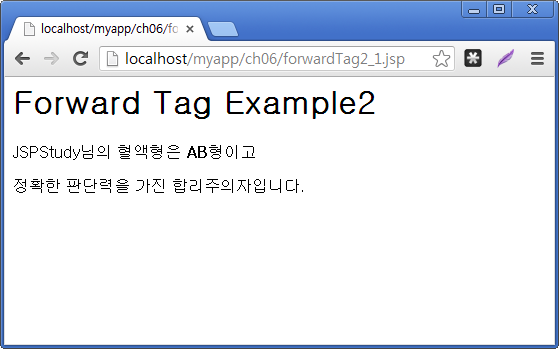 localhost/myapp/ch06/fo
localhost/myapp/ch06/forwardTag2_1.jsp
Forward Tag Example2
JSPStudy님의 혈액형은 AB형이고
정확한 판단력을 가진 합리주의자입니다.